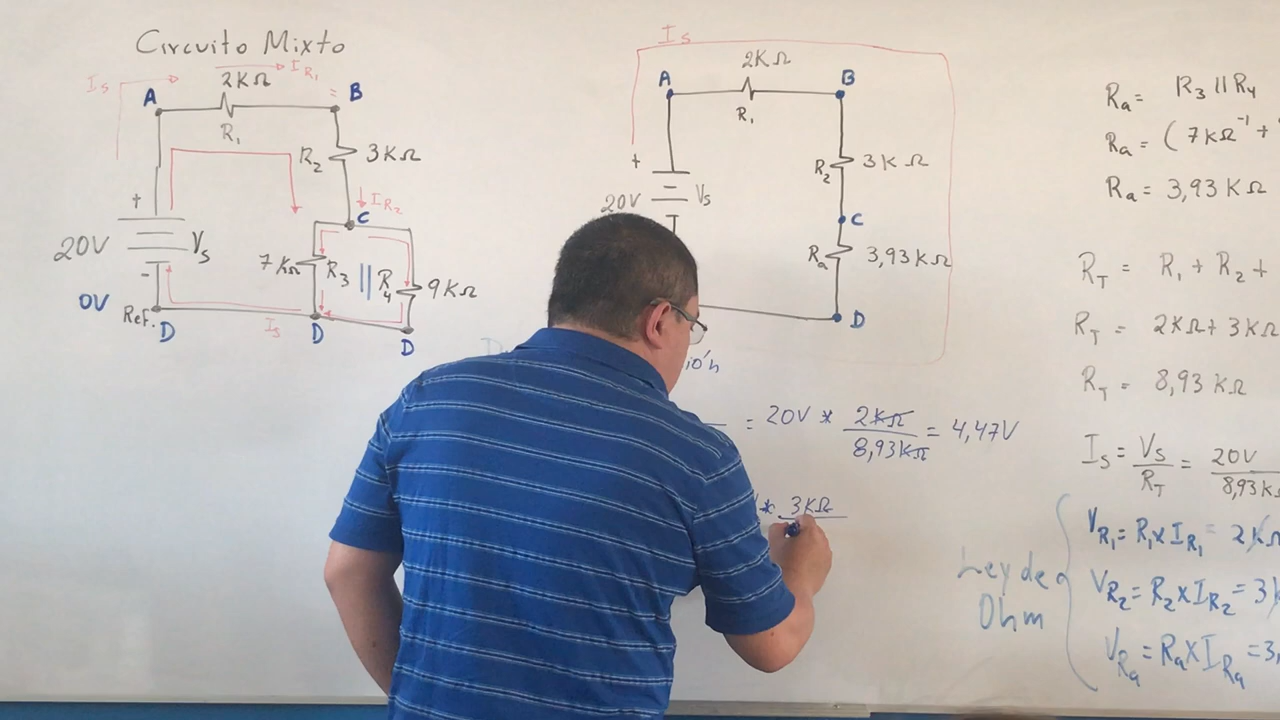 Circuito Mixto
Is
I R1
2KΩ
A
B
R1
R2
3KΩ
+
I R2
C
20V
Vs
7KΩ
R3
||
R4
9KΩ
-
0V
Ref.
D
Is
D
D
Is
2KΩ
A
B
R1
+
R2
3KΩ
20V
Vs
C
Ra
3,93KΩ
D
ión
= 20V * 2KΩ / 8,93KΩ = 4,47V
* 3KΩ
Ra = R3 || R4
Ra = (7KΩ⁻¹ +
Ra = 3,93 KΩ
RT = R1 + R2 +
RT = 2KΩ + 3KΩ
RT = 8,93 KΩ
Is = Vs / RT = 20V / 8,93K
Ley de
Ohm
VR1 = R1 x IR1 = 2K
VR2 = R2 x IR2 = 3
VRa = Ra x IRa = 3,